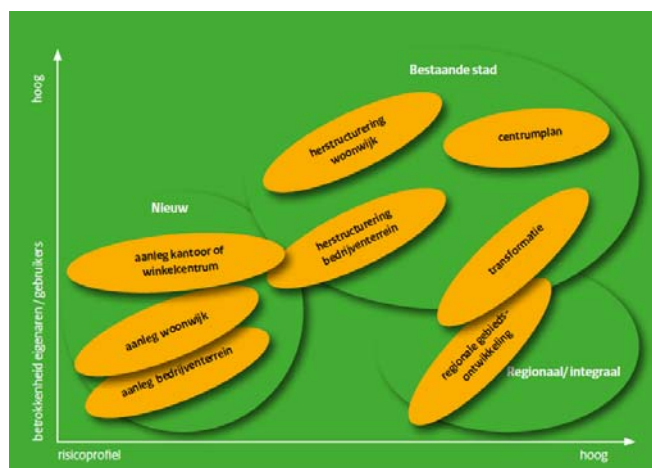 hoog
Bestaande stad
herstructurering
woonwijk
centrumplan
Nieuw
aanleg kantoor of
winkelcentrum
herstructurering
bedrijventerrein
transformatie
aanleg woonwijk
aanleg bedrijventerrein
regionale gebieds-
ontwikkeling
Regionaal/ integraal
betrokkenheid eigenaren / gebruikers
risicoprofiel
hoog